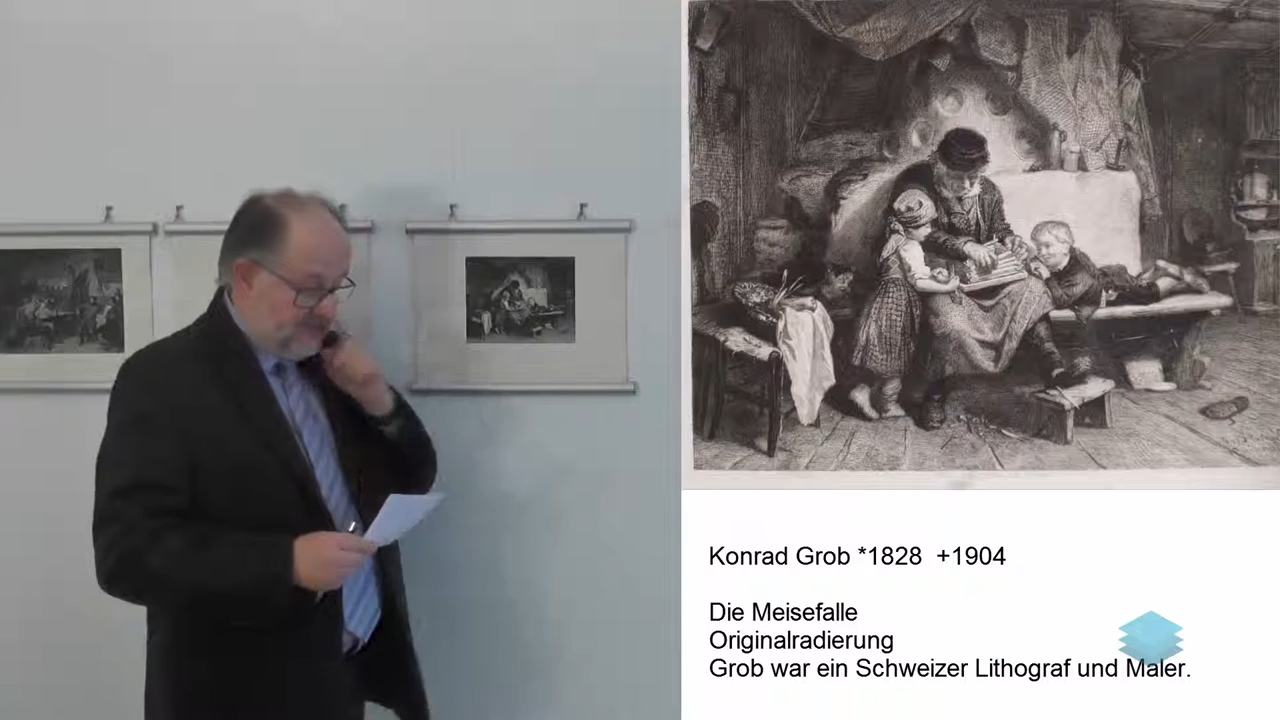 Konrad Grob *1828 +1904
Die Meisefalle
Originalradierung
Grob war ein Schweizer Lithograf und Maler.